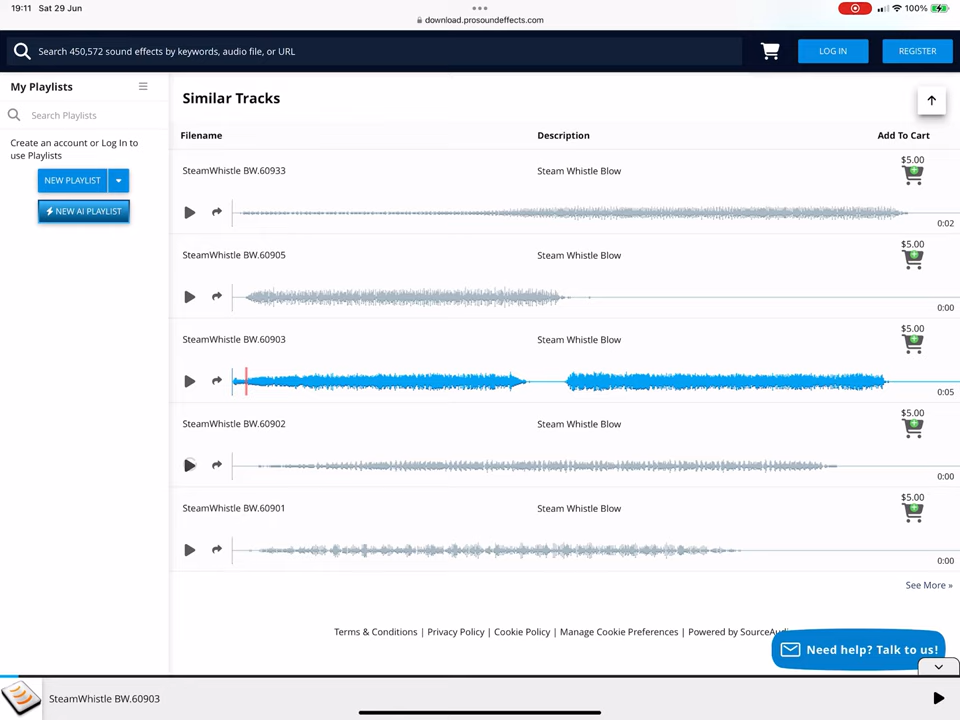 19:11 Sat 29 Jun
100%
download.prosoundeffects.com
Search 450,572 sound effects by keywords, audio file, or URL
LOG IN
REGISTER
My Playlists
Search Playlists
Create an account or Log In to
use Playlists
NEW PLAYLIST
NEW AI PLAYLIST
Similar Tracks
Filename Description Add To Cart
SteamWhistle BW.60933 Steam Whistle Blow $5.00
0:02
SteamWhistle BW.60905 Steam Whistle Blow $5.00
0:00
SteamWhistle BW.60903 Steam Whistle Blow $5.00
0:05
SteamWhistle BW.60902 Steam Whistle Blow $5.00
0:00
SteamWhistle BW.60901 Steam Whistle Blow $5.00
0:00
See More »
Terms & Conditions | Privacy Policy | Cookie Policy | Manage Cookie Preferences | Powered by SourceAudi
Need help? Talk to us!
SteamWhistle BW.60903